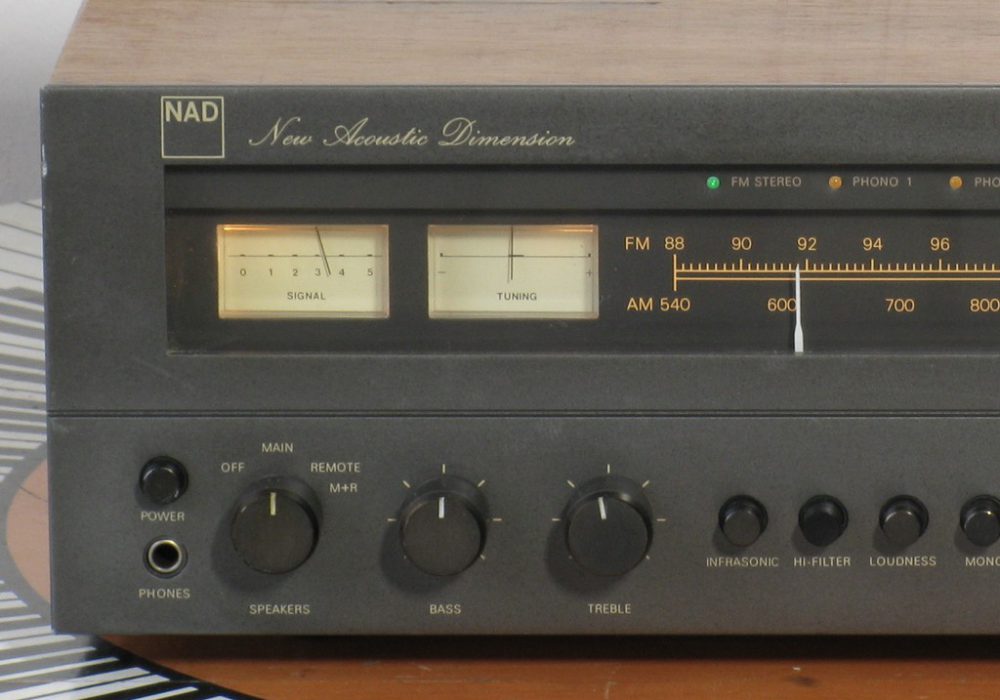 NAD
New Acoustic Dimension
FM STEREO PHONO 1 PHO
FM 88 90 92 94 96
0 1 2 3 4 5
SIGNAL
- +
TUNING
AM 540 600 700 800
MAIN
OFF REMOTE
M+R
POWER
PHONES
SPEAKERS
BASS
TREBLE
INFRASONIC HI-FILTER LOUDNESS MONO